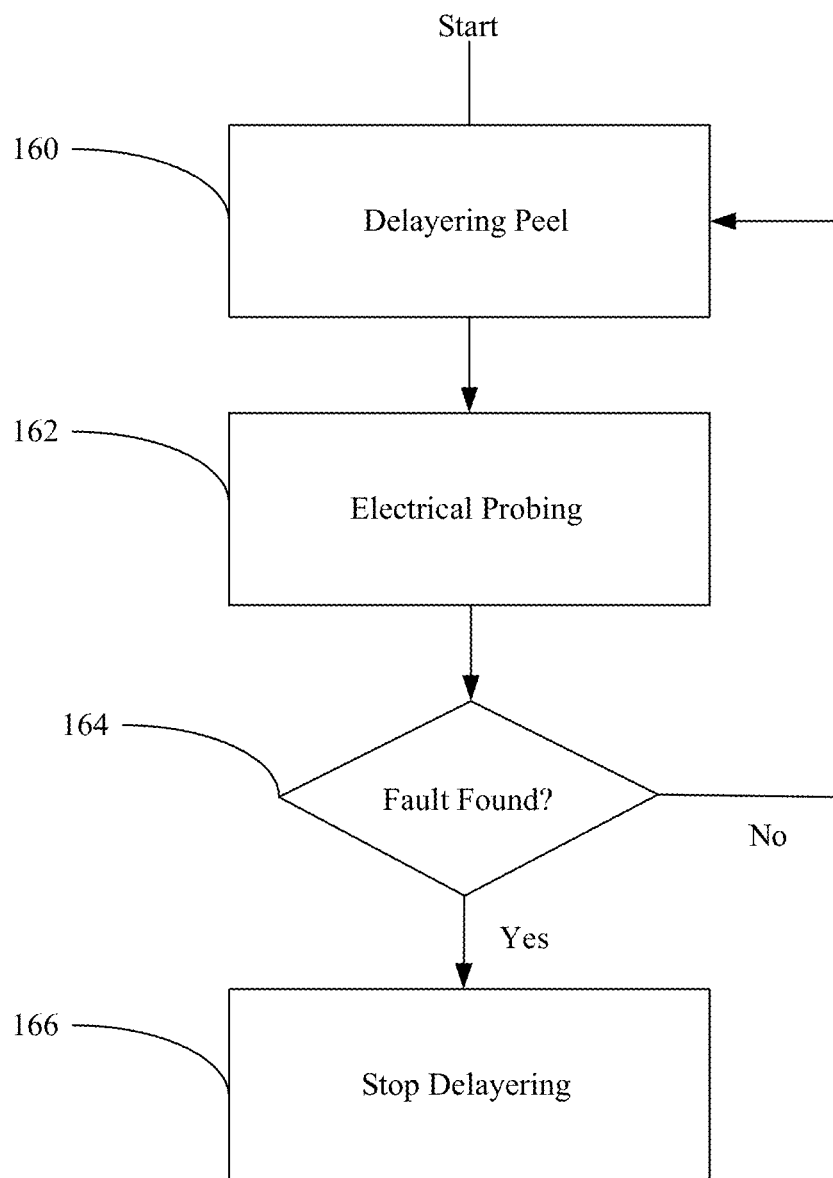 Start
160
Delayering Peel
162
Electrical Probing
164
Fault Found?
No
Yes
166
Stop Delayering